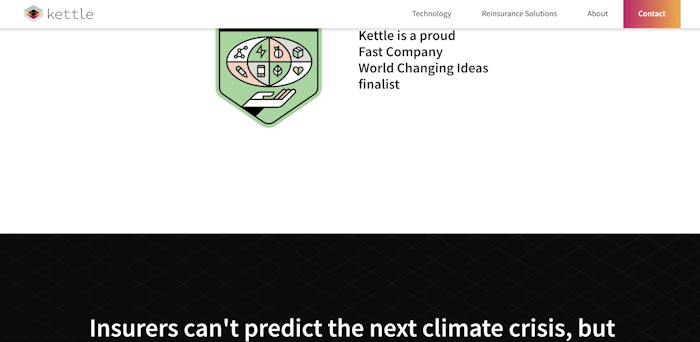 kettle
Technology
Reinsurance Solutions
About
Contact
Kettle is a proud
Fast Company
World Changing Ideas
finalist
Insurers can't predict the next climate crisis, but